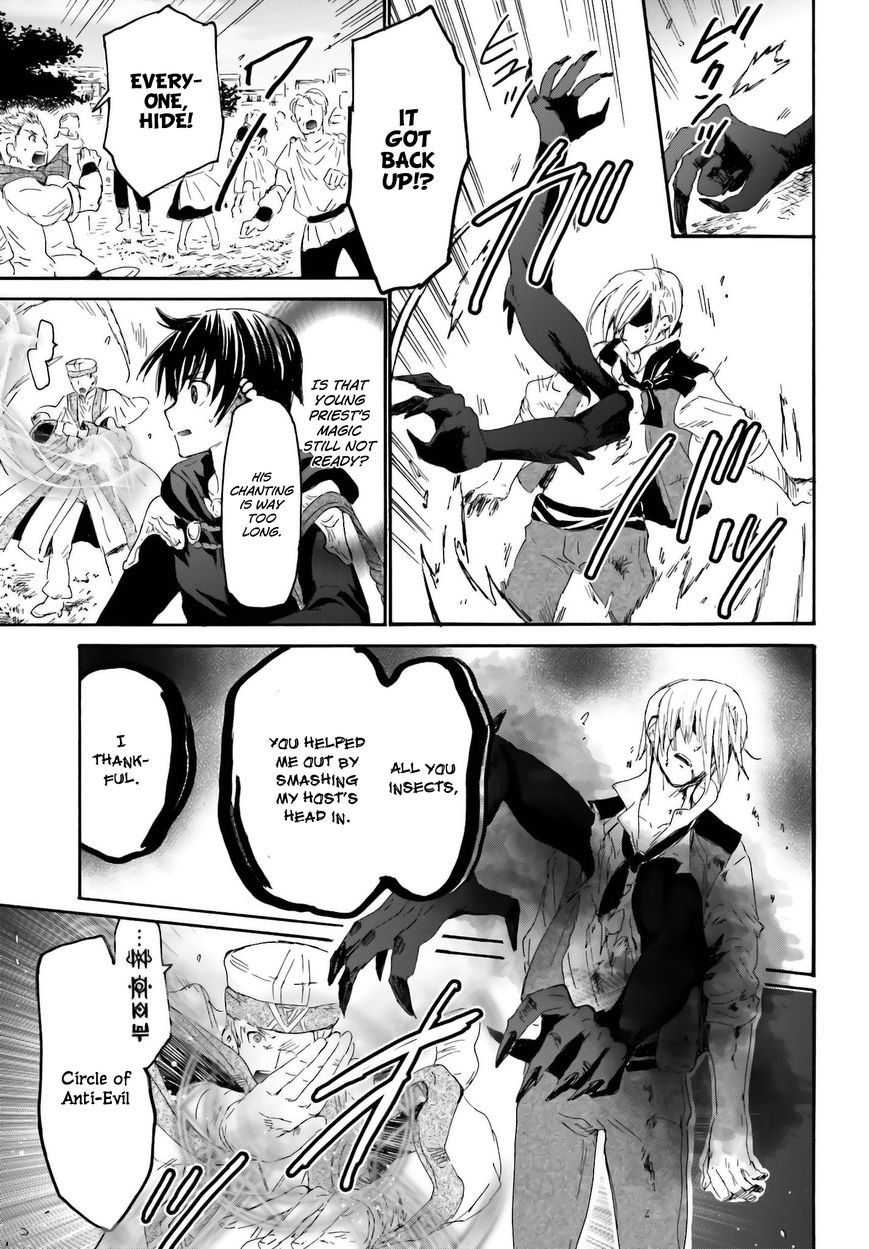 IT
GOT
BACK
UP!?
EVERY-
ONE,
HIDE!
IS THAT
YOUNG
PRIEST'S
MAGIC
STILL NOT
READY?
HIS
CHANTING
IS WAY
TOO
LONG.
ALL YOU
INSECTS,
YOU HELPED
ME OUT BY
SMASHING
MY HOST'S
HEAD IN.
I
THANK-
FUL.
Circle of
Anti-Evil